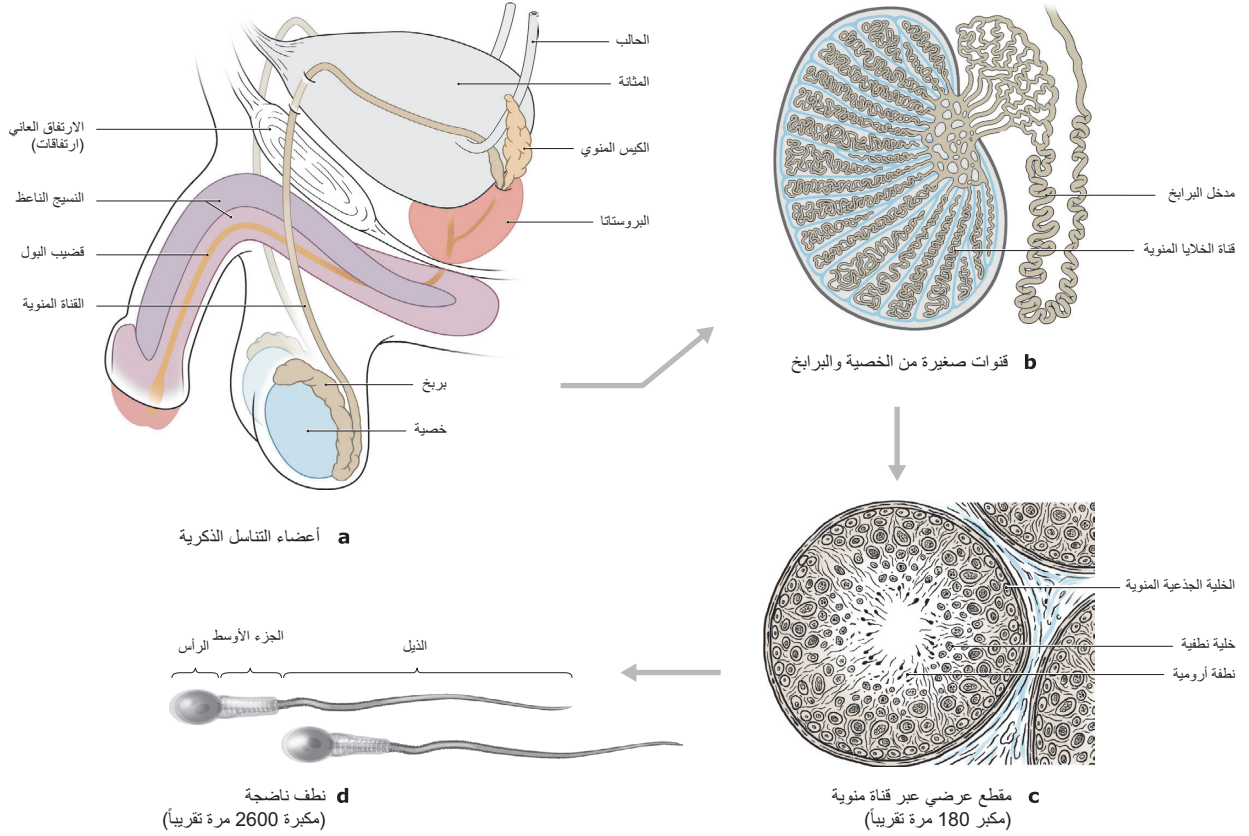 الحالب
المثانة
الارتفاق العاني
(ارتفاقات)
الكيس المنوي
النسيج الناعظ
البروستاتا
قضيب البول
القناة المنوية
بربخ
خصية
a أعضاء التناسل الذكرية
مدخل البرابخ
قناة الخلايا المنوية
b قنوات صغيرة من الخصية والبرابخ
الخلية الجذعية المنوية
خلية نطفية
نطفة أرومية
c مقطع عرضي عبر قناة منوية
(مكبر 180 مرة تقريباً)
الذيل
الجزء الأوسط
الرأس
d نطف ناضجة
(مكبرة 2600 مرة تقريباً)